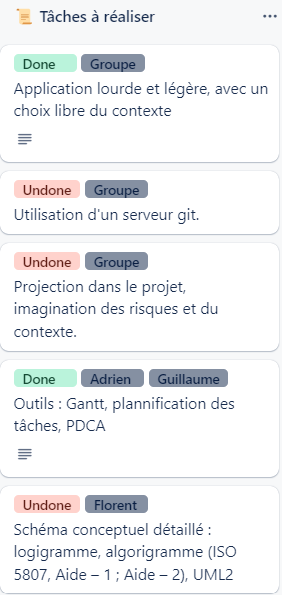 Tâches à réaliser
Done Groupe
Application lourde et légère, avec un
choix libre du contexte
Undone Groupe
Utilisation d'un serveur git.
Undone Groupe
Projection dans le projet,
imagination des risques et du
contexte.
Done Adrien Guillaume
Outils : Gantt, plannification des
tâches, PDCA
Undone Florent
Schéma conceptuel détaillé :
logigramme, algorigramme (ISO
5807, Aide – 1 ; Aide – 2), UML2